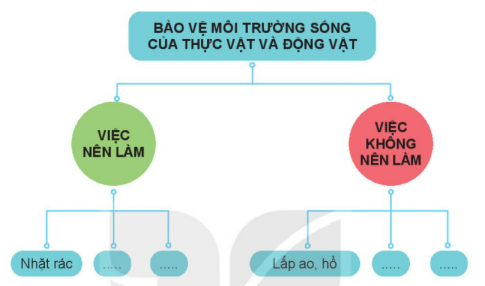 BẢO VỆ MÔI TRƯỜNG SỐNG
CỦA THỰC VẬT VÀ ĐỘNG VẬT
VIỆC
NÊN LÀM
VIỆC
KHÔNG
NÊN LÀM
Nhặt rác
.....
.....
Lấp ao, hồ
.....
.....